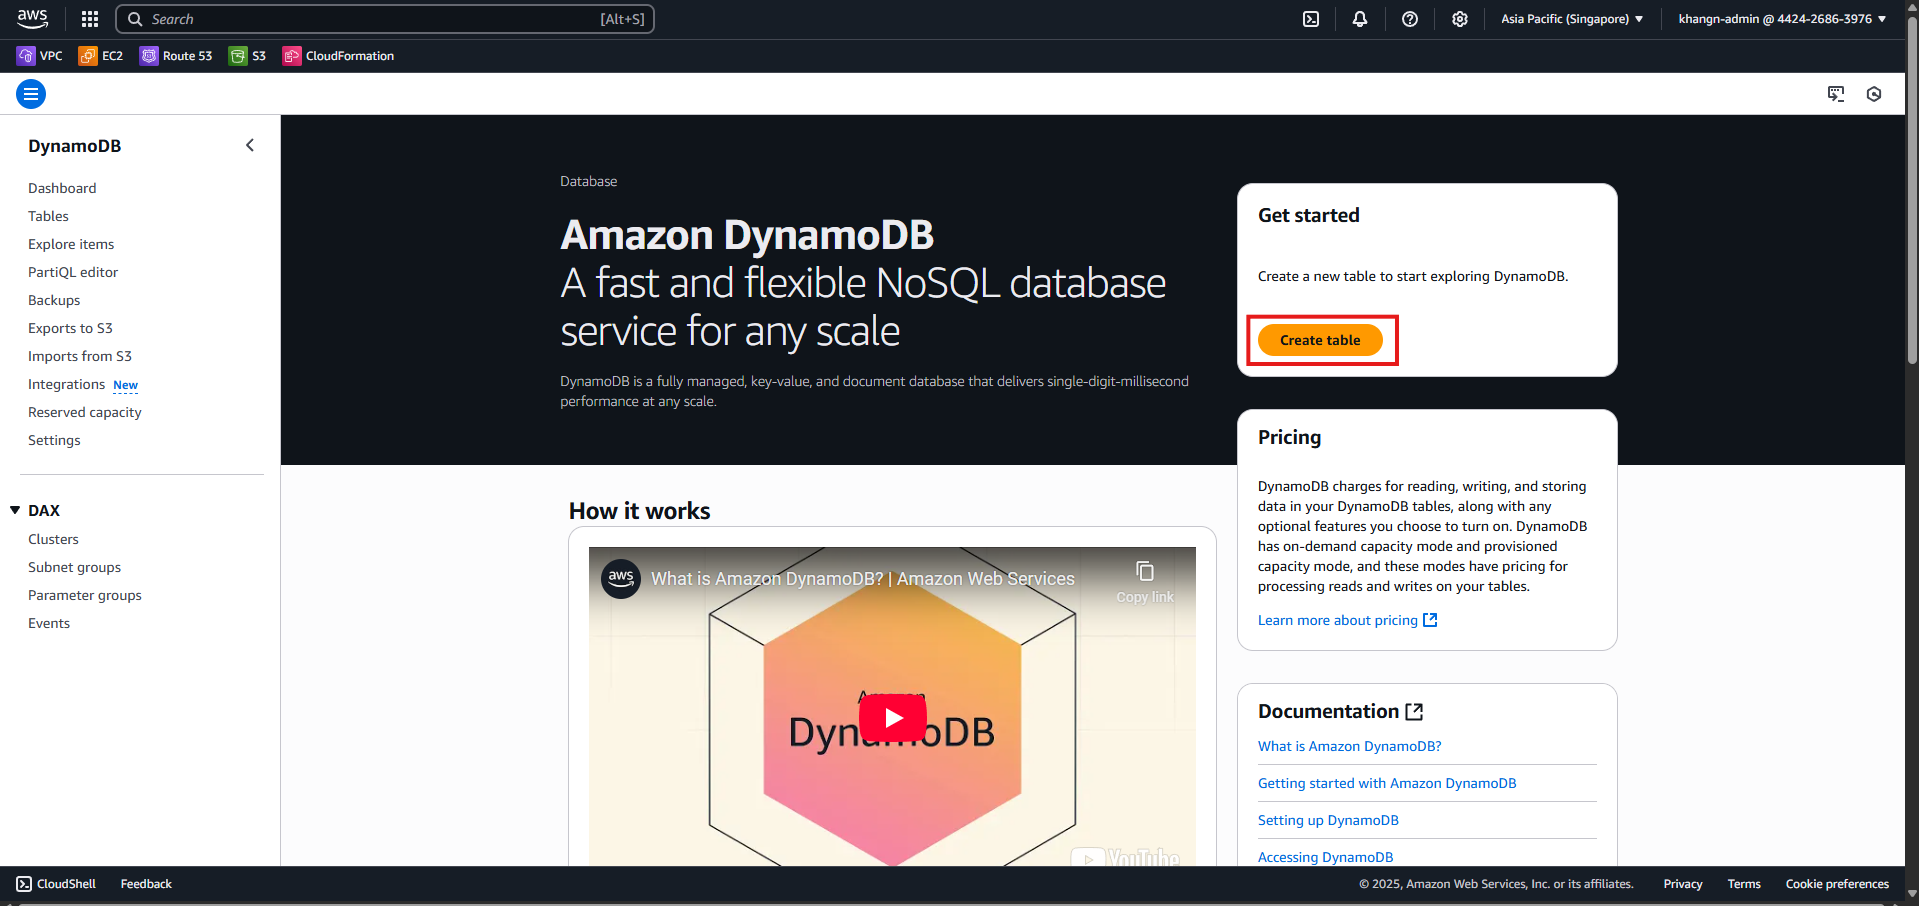 aws
Search
[Alt+S]
Asia Pacific (Singapore)
khangn-admin @ 4424-2686-3976
VPC
EC2
Route 53
S3
CloudFormation
DynamoDB
Dashboard
Tables
Explore items
PartiQL editor
Backups
Exports to S3
Imports from S3
Integrations New
Reserved capacity
Settings
DAX
Clusters
Subnet groups
Parameter groups
Events
Database
Amazon DynamoDB
A fast and flexible NoSQL database
service for any scale
DynamoDB is a fully managed, key-value, and document database that delivers single-digit-millisecond
performance at any scale.
Get started
Create a new table to start exploring DynamoDB.
Create table
Pricing
DynamoDB charges for reading, writing, and storing
data in your DynamoDB tables, along with any
optional features you choose to turn on. DynamoDB
has on-demand capacity mode and provisioned
capacity mode, and these modes have pricing for
processing reads and writes on your tables.
Learn more about pricing
How it works
aws
What is Amazon DynamoDB? | Amazon Web Services
Copy link
Amazon
DynamoDB
YouTube
Documentation
What is Amazon DynamoDB?
Getting started with Amazon DynamoDB
Setting up DynamoDB
Accessing DynamoDB
CloudShell
Feedback
© 2025, Amazon Web Services, Inc. or its affiliates.
Privacy
Terms
Cookie preferences